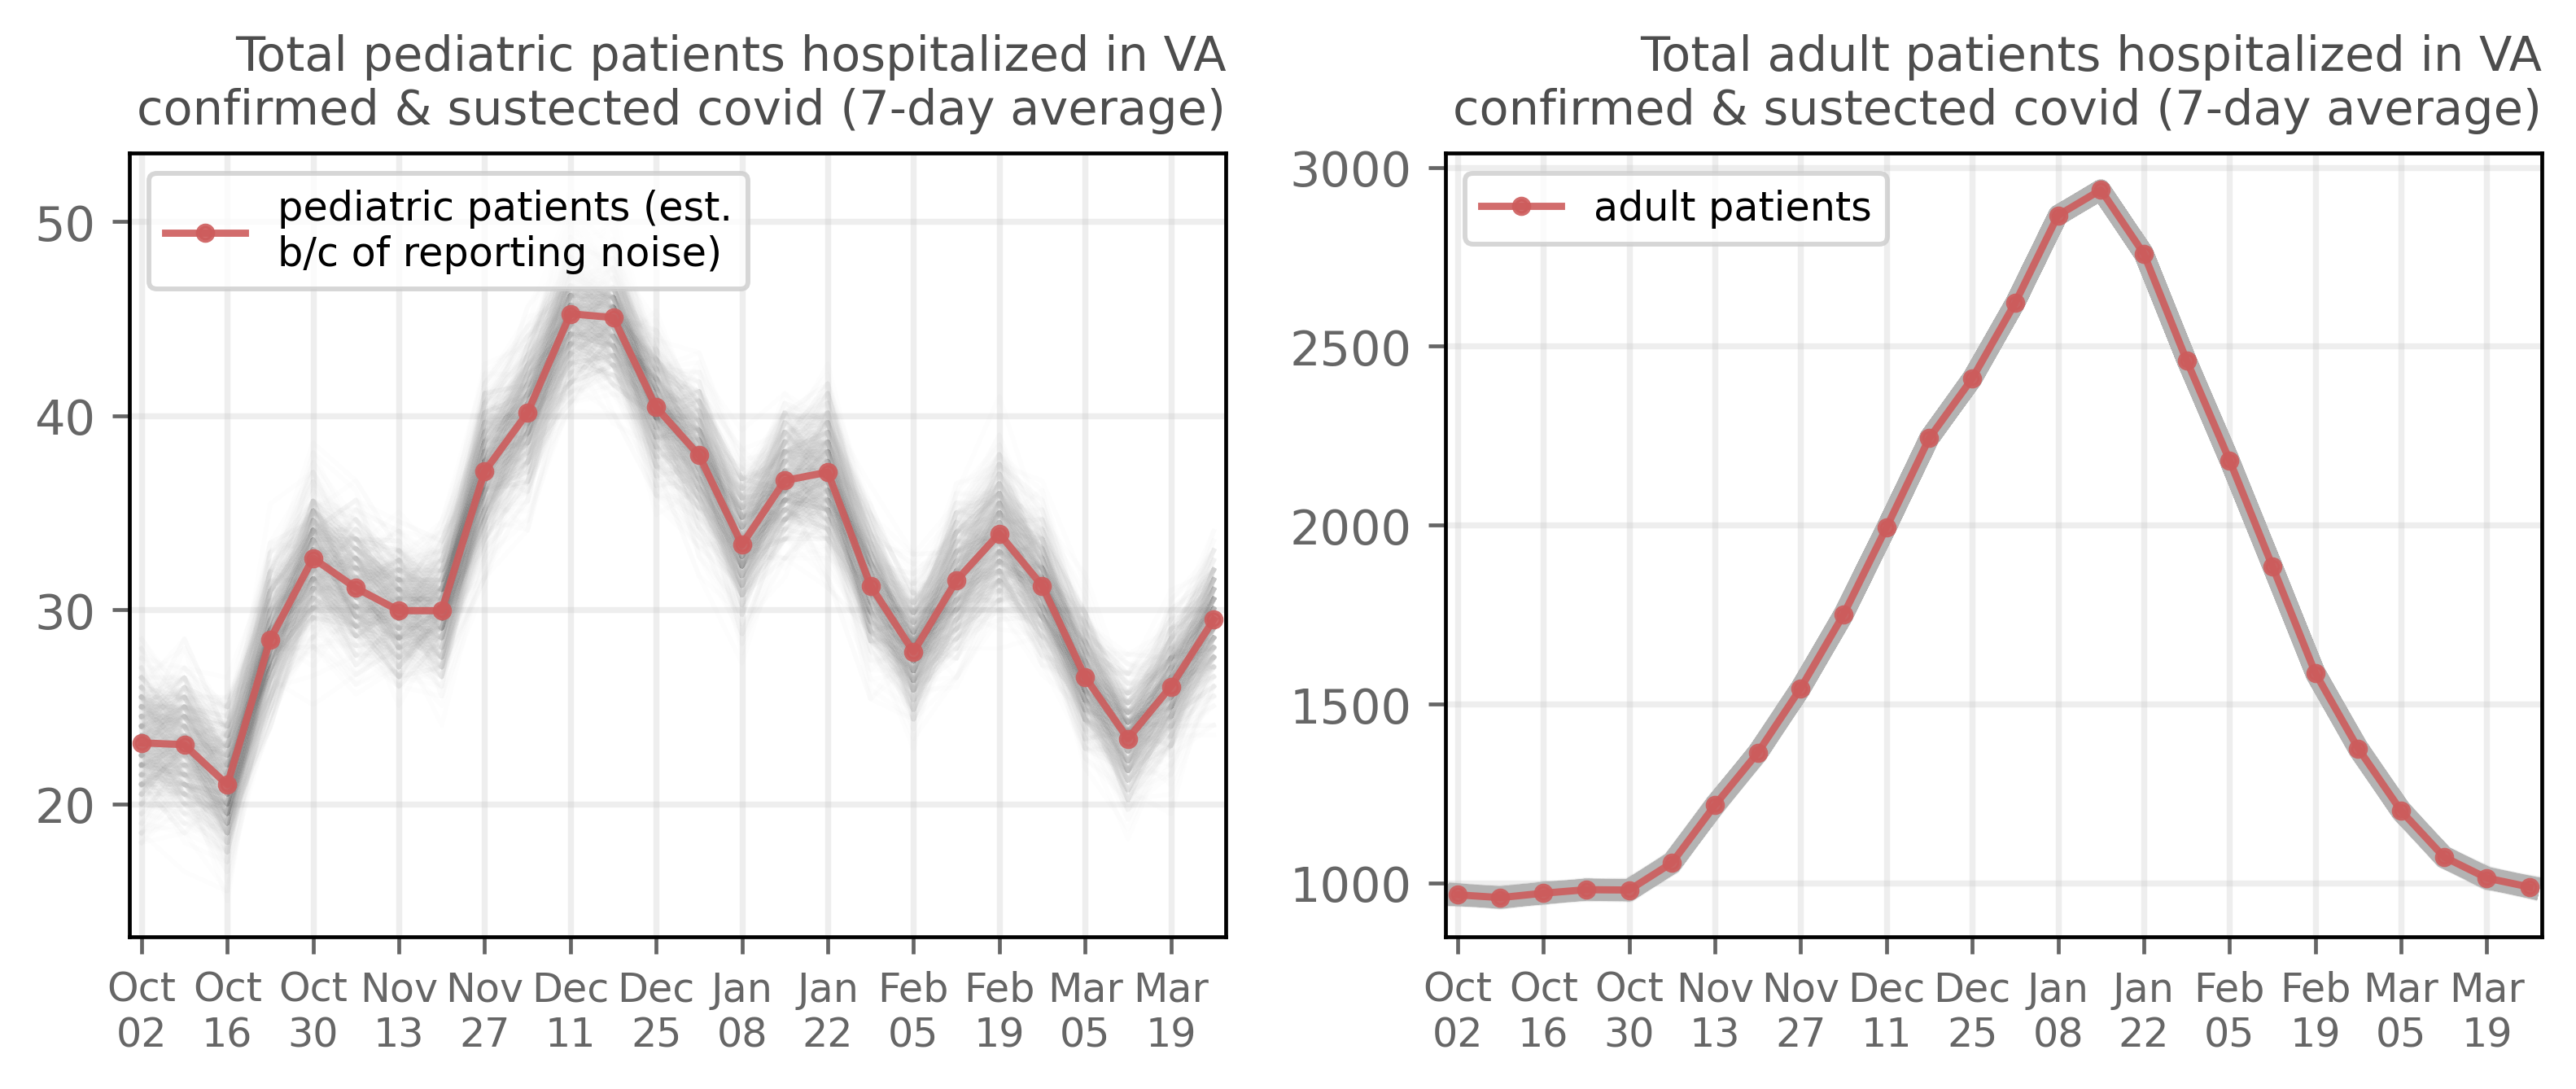 Total pediatric patients hospitalized in VA
confirmed & sustected covid (7-day average)
pediatric patients (est.
b/c of reporting noise)
50
40
30
20
Oct Oct Oct Nov Nov Dec Dec Jan Jan Feb Feb Mar Mar
02 16 30 13 27 11 25 08 22 05 19 05 19
Total adult patients hospitalized in VA
confirmed & sustected covid (7-day average)
adult patients
3000
2500
2000
1500
1000
Oct Oct Oct Nov Nov Dec Dec Jan Jan Feb Feb Mar Mar
02 16 30 13 27 11 25 08 22 05 19 05 19